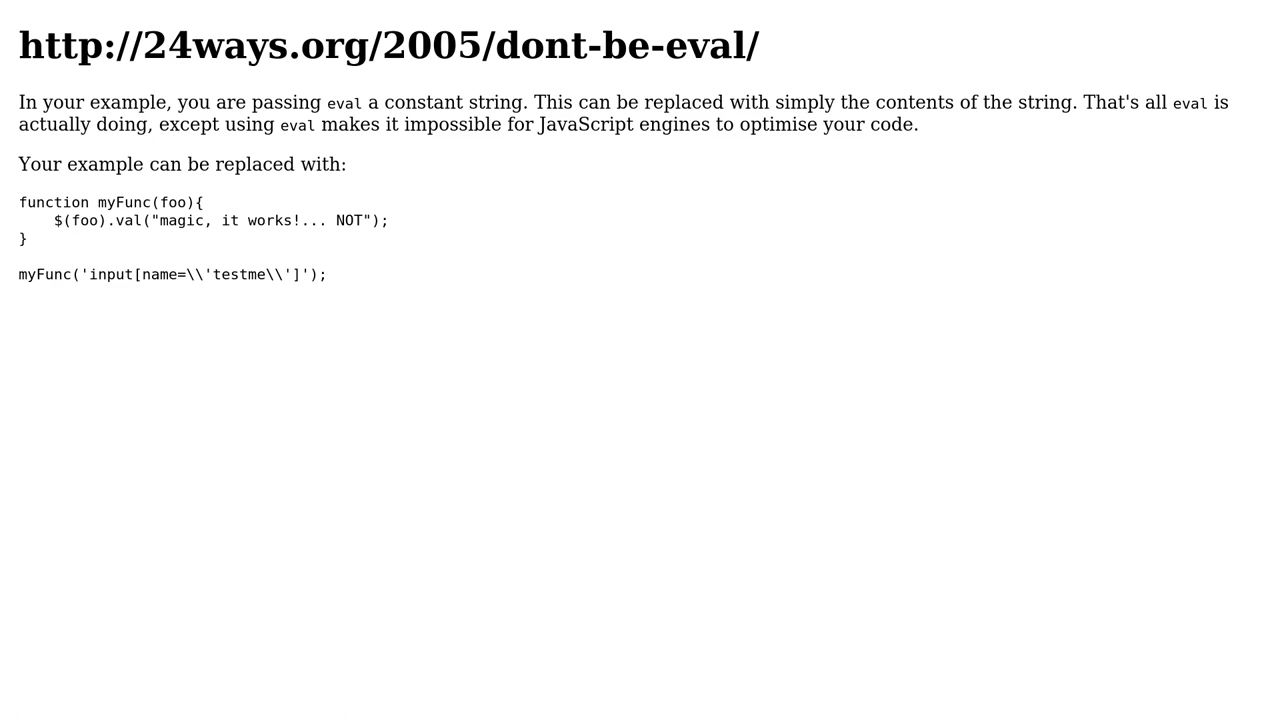 http://24ways.org/2005/dont-be-eval/
In your example, you are passing eval a constant string. This can be replaced with simply the contents of the string. That's all eval is
actually doing, except using eval makes it impossible for JavaScript engines to optimise your code.
Your example can be replaced with:
function myFunc(foo){
    $(foo).val("magic, it works!... NOT");
}
myFunc('input[name=\\'testme\\']');